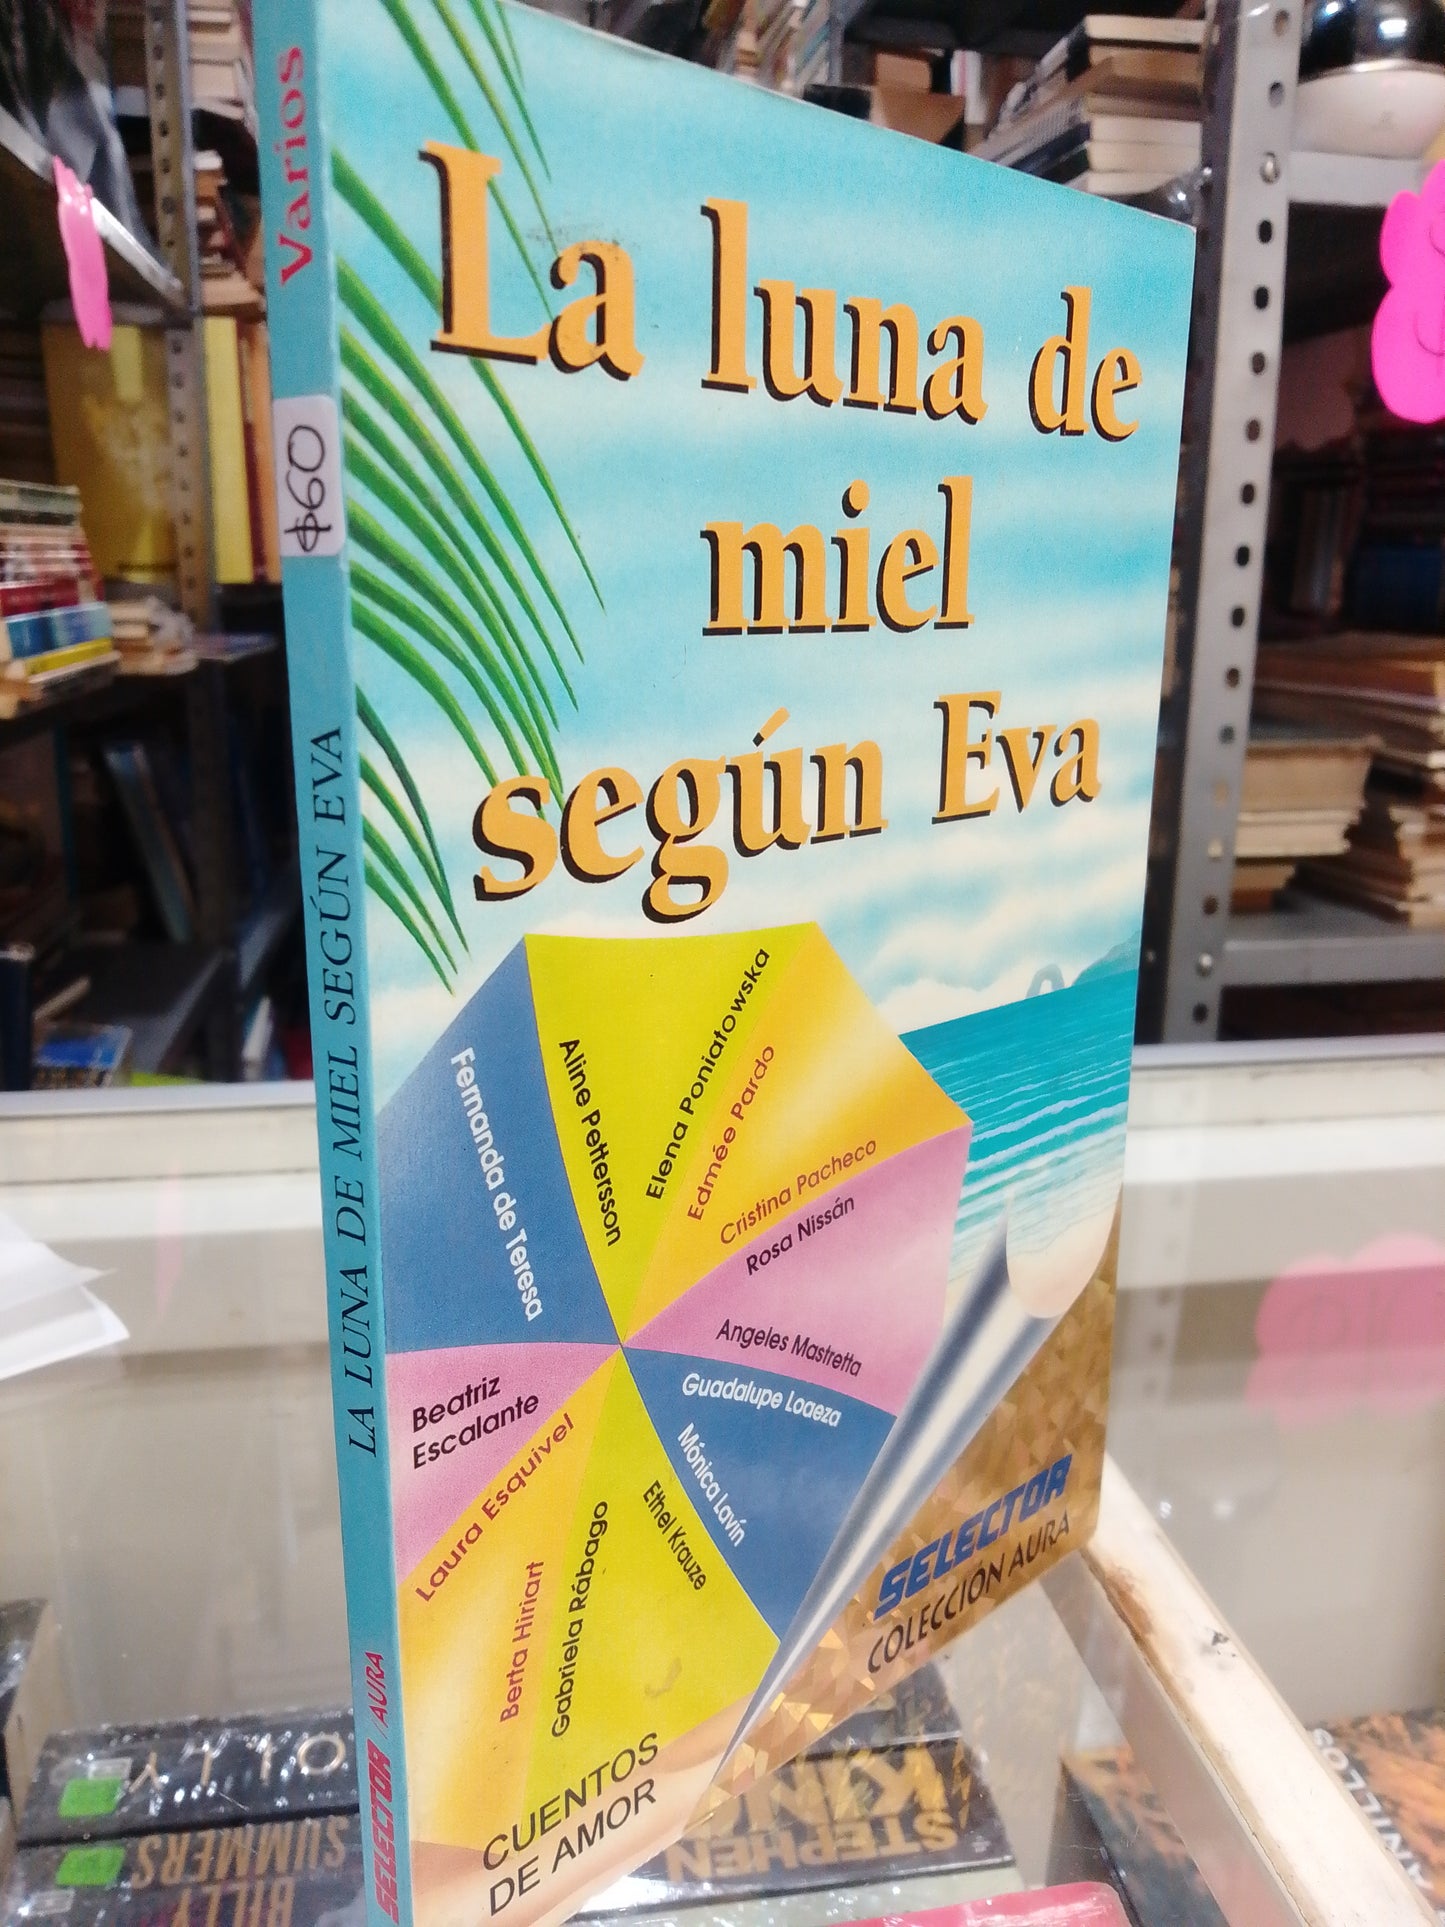 Varios
$60
LA LUNA DE MIEL SEGÚN EVA
SELECTOR /AURA
La luna de
miel
según Eva
Fernanda de Teresa
Aline Pettersson
Elena Poniatowska
Edmée Pardo
Cristina Pacheco
Rosa Nissán
Angeles Mastretta
Guadalupe Loaeza
Mónica Lavín
Ethel Krauze
Gabriela Rábago
Berta Hiriart
Laura Esquivel
Beatriz
Escalante
CUENTOS
DE AMOR
SELECTOR
COLECCIÓN AURA
STEPHEN
KING
SUMMERS
BILLY